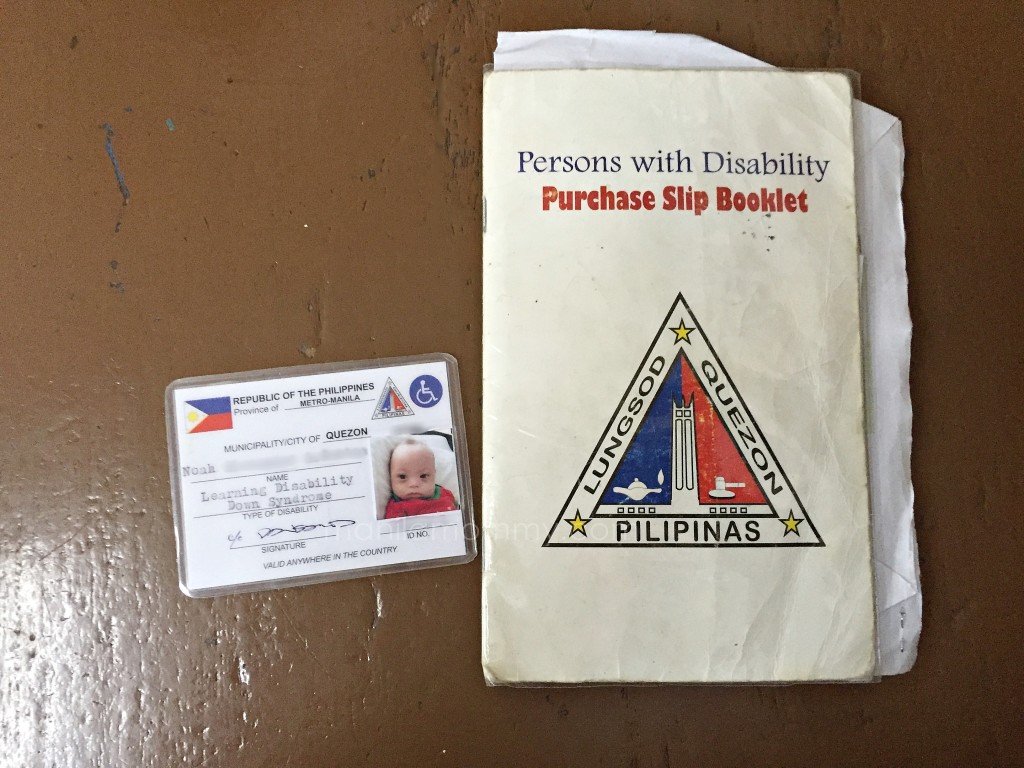 REPUBLIC OF THE PHILIPPINES
Province of METRO-MANILA
PILIPINAS
MUNICIPALITY/CITY OF QUEZON
Noah
NAME
Learning Disability
Down Syndrome
TYPE OF DISABILITY
c/o
SIGNATURE
ID NO.
VALID ANYWHERE IN THE COUNTRY
Persons with Disability
Purchase Slip Booklet
LUNGSOD QUEZON
PILIPINAS